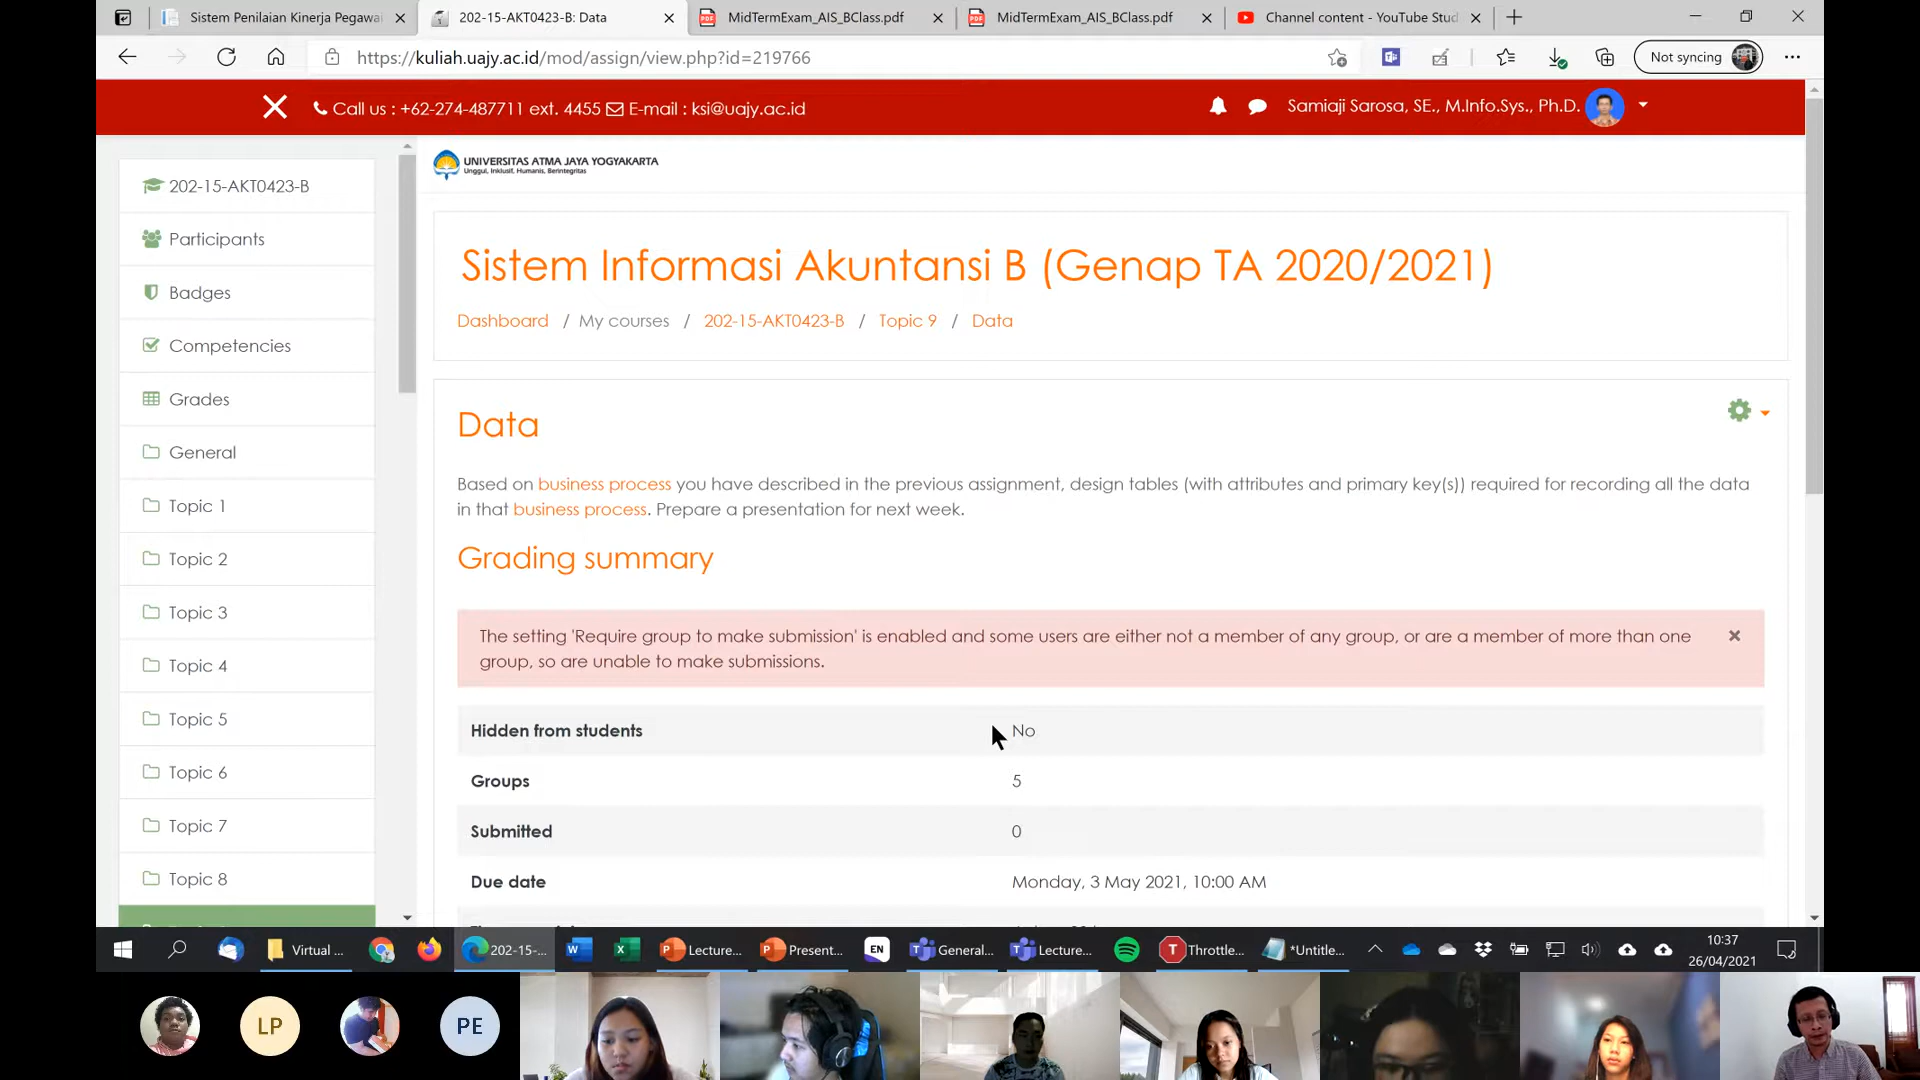 Sistem Penilaian Kinerja Pegawai
202-15-AKT0423-B: Data
MidTermExam_AIS_BClass.pdf
MidTermExam_AIS_BClass.pdf
Channel content - YouTube Stud
https://kuliah.uajy.ac.id/mod/assign/view.php?id=219766
Not syncing
Call us : +62-274-487711 ext. 4455 E-mail : ksi@uajy.ac.id
Samiaji Sarosa, SE., M.Info.Sys., Ph.D.
UNIVERSITAS ATMA JAYA YOGYAKARTA
Unggul, Inklusif, Humanis, Berintegritas
202-15-AKT0423-B
Participants
Badges
Competencies
Grades
General
Topic 1
Topic 2
Topic 3
Topic 4
Topic 5
Topic 6
Topic 7
Topic 8
Sistem Informasi Akuntansi B (Genap TA 2020/2021)
Dashboard / My courses / 202-15-AKT0423-B / Topic 9 / Data
Data
Based on business process you have described in the previous assignment, design tables (with attributes and primary key(s)) required for recording all the data
in that business process. Prepare a presentation for next week.
Grading summary
The setting 'Require group to make submission' is enabled and some users are either not a member of any group, or are a member of more than one
group, so are unable to make submissions.
Hidden from students No
Groups 5
Submitted 0
Due date Monday, 3 May 2021, 10:00 AM
Virtual ...
202-15-...
Lecture...
Present...
EN
General...
Lecture...
Throttle...
*Untitle...
10:37
26/04/2021
LP
PE